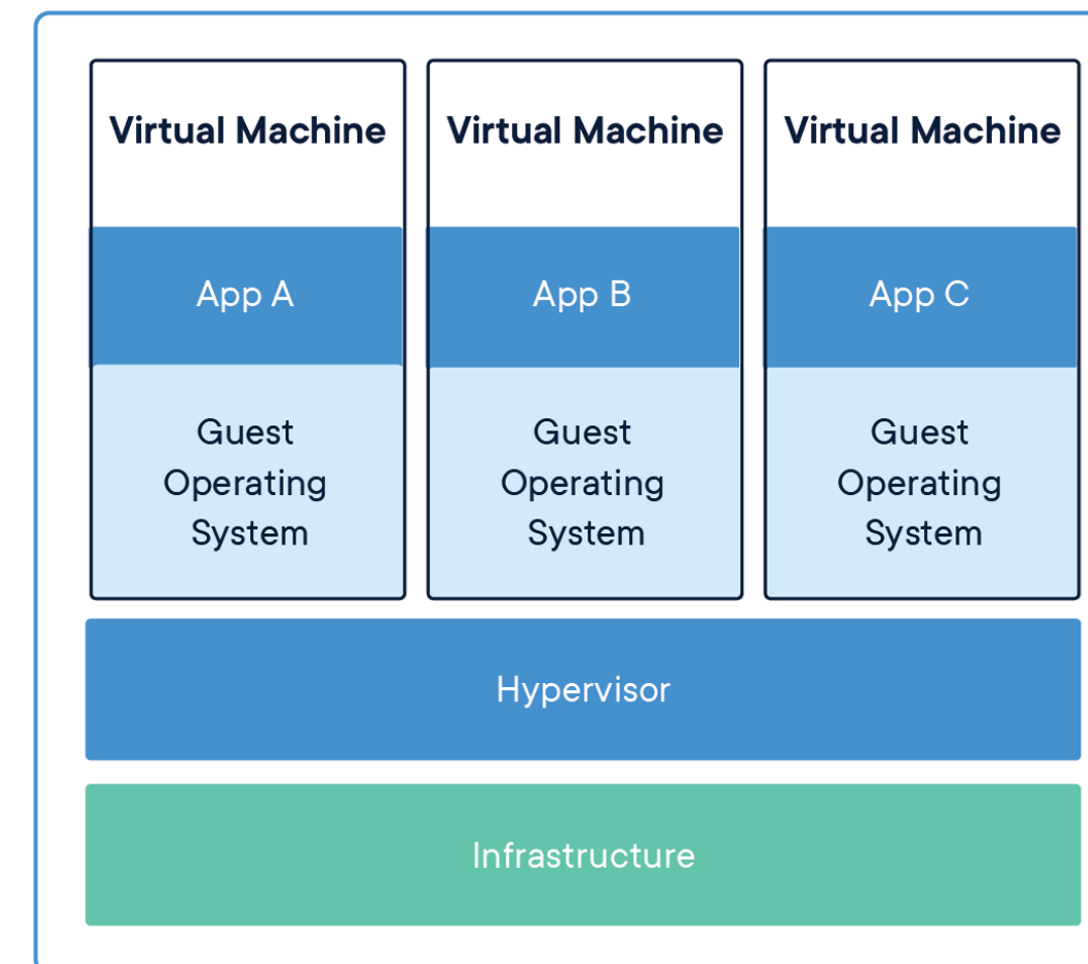 Virtual Machine
Virtual Machine
Virtual Machine
App A
App B
App C
Guest
Operating
System
Guest
Operating
System
Guest
Operating
System
Hypervisor
Infrastructure